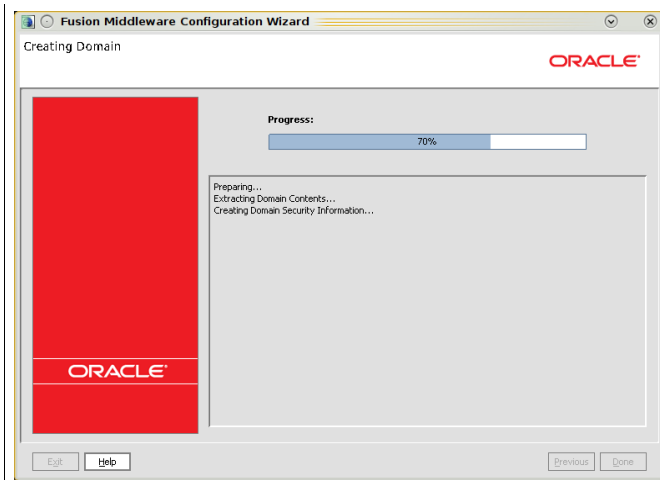 Fusion Middleware Configuration Wizard
Creating Domain
ORACLE
Progress:
70%
Preparing...
Extracting Domain Contents...
Creating Domain Security Information...
ORACLE
Exit Help Previous Done